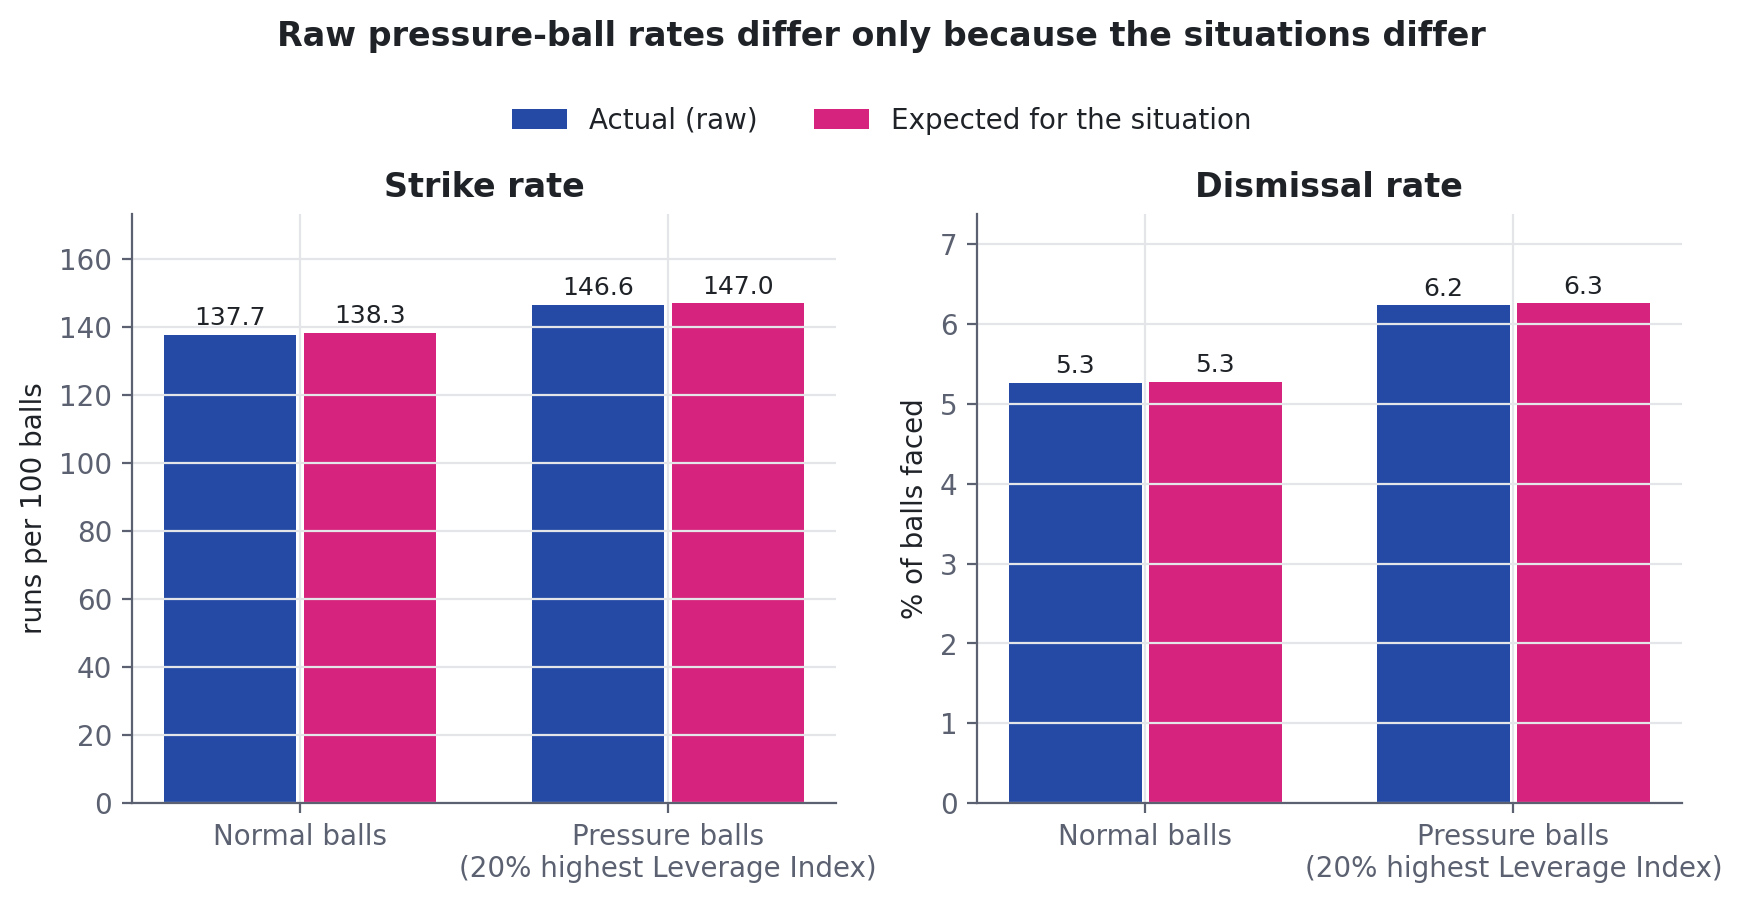 Raw pressure-ball rates differ only because the situations differ
Actual (raw)
Expected for the situation
Strike rate
runs per 100 balls
160
140
120
100
80
60
40
20
0
137.7
138.3
146.6
147.0
Normal balls
Pressure balls
(20% highest Leverage Index)
Dismissal rate
% of balls faced
7
6
5
4
3
2
1
0
5.3
5.3
6.2
6.3
Normal balls
Pressure balls
(20% highest Leverage Index)